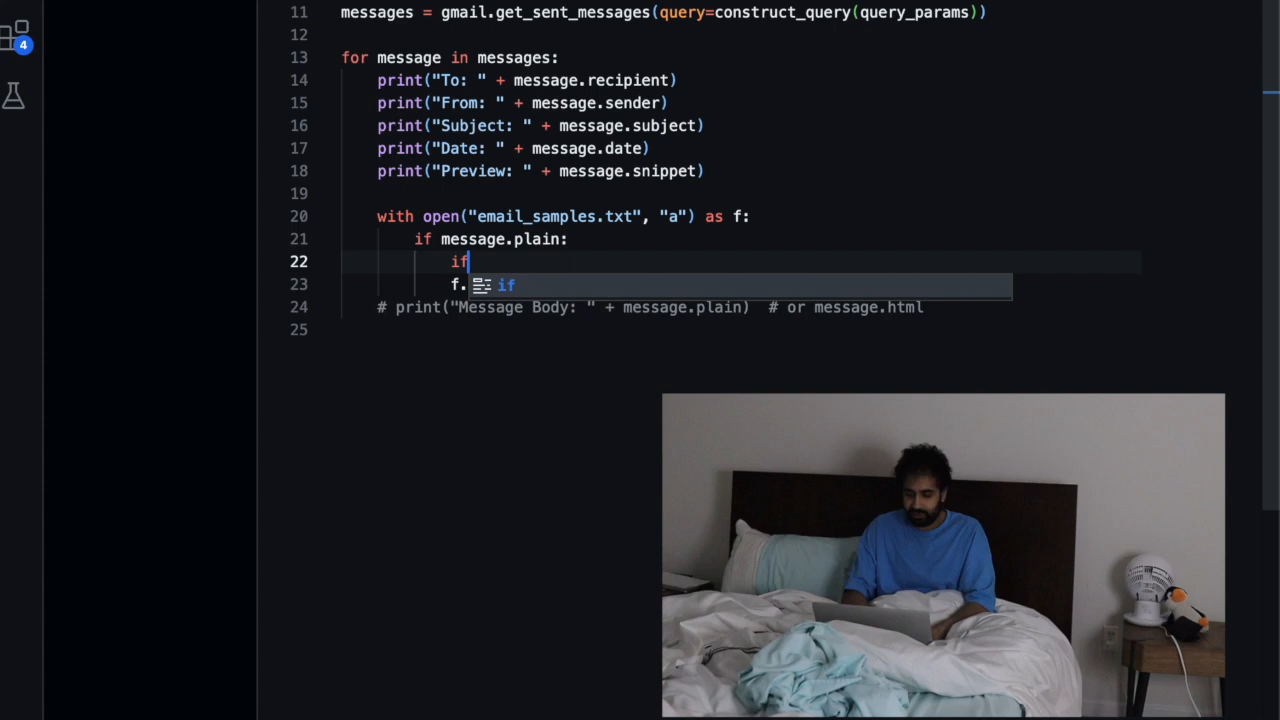 11 messages = gmail.get_sent_messages(query=construct_query(query_params))
12
13 for message in messages:
14 print("To: " + message.recipient)
15 print("From: " + message.sender)
16 print("Subject: " + message.subject)
17 print("Date: " + message.date)
18 print("Preview: " + message.snippet)
19
20 with open("email_samples.txt", "a") as f:
21 if message.plain:
22 if
23 f.
if
24 # print("Message Body: " + message.plain) # or message.html
25
4